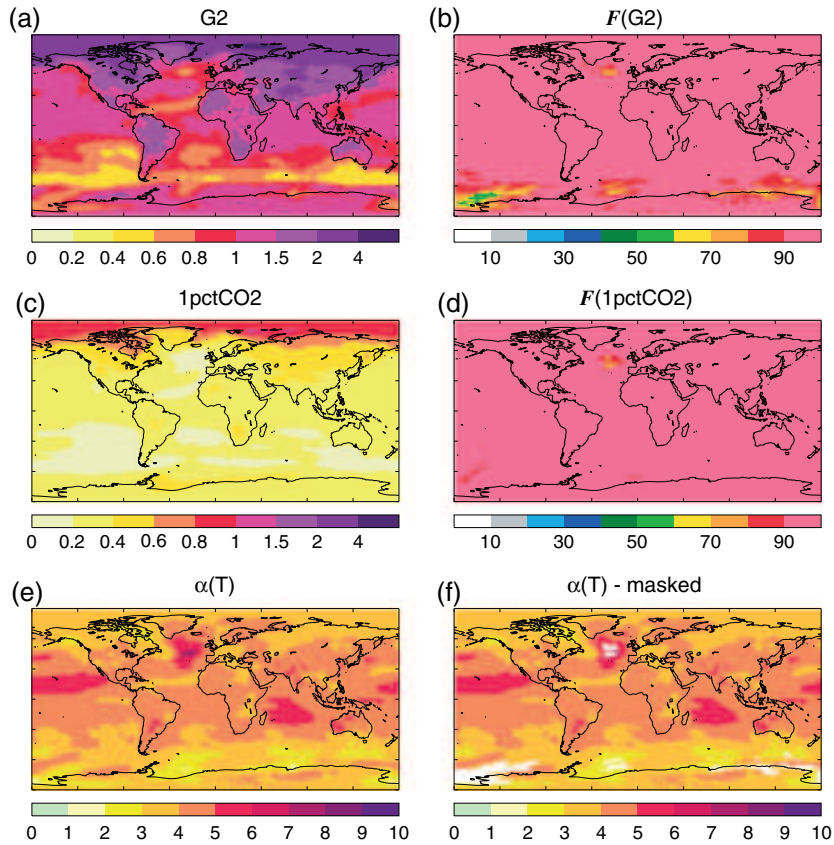 (a) G2
(b) F(G2)
0 0.2 0.4 0.6 0.8 1 1.5 2 4
10 30 50 70 90
(c) 1pctCO2
(d) F(1pctCO2)
0 0.2 0.4 0.6 0.8 1 1.5 2 4
10 30 50 70 90
(e) α(T)
(f) α(T) - masked
0 1 2 3 4 5 6 7 8 9 10
0 1 2 3 4 5 6 7 8 9 10